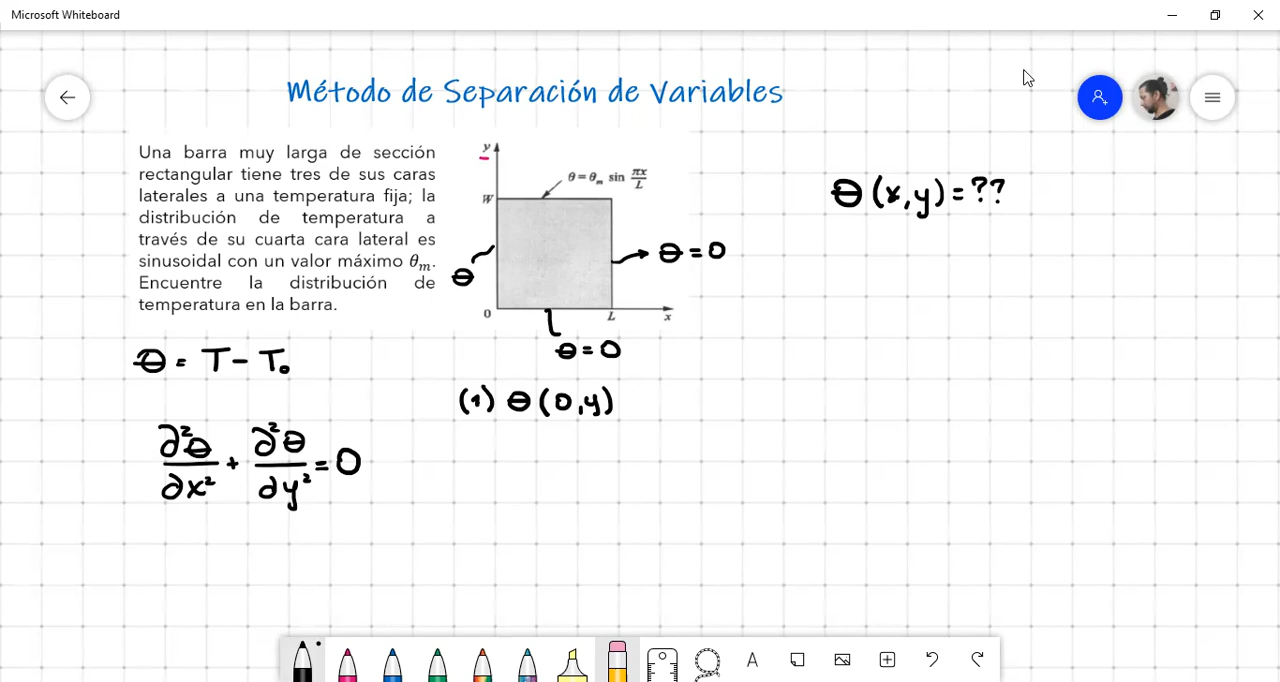 Microsoft Whiteboard
Método de Separación de Variables
Una barra muy larga de sección
rectangular tiene tres de sus caras
laterales a una temperatura fija; la
distribución de temperatura a
través de su cuarta cara lateral es
sinusoidal con un valor máximo θₘ.
Encuentre la distribución de
temperatura en la barra.
y
θ = θₘ sin πx/L
W
θ
θ = 0
0
L
x
θ = 0
θ(x,y) = ??
θ = T - T₀
(1) θ(0,y)
∂²θ/∂x² + ∂²θ/∂y² = 0
A